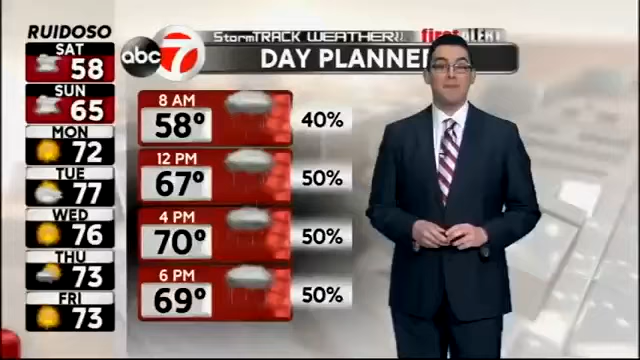 RUIDOSO
SAT
58
SUN
65
MON
72
TUE
77
WED
76
THU
73
FRI
73
abc 7
StormTRACK WEATHER
first ALERT
DAY PLANNER
8 AM
58° 40%
12 PM
67° 50%
4 PM
70° 50%
6 PM
69° 50%